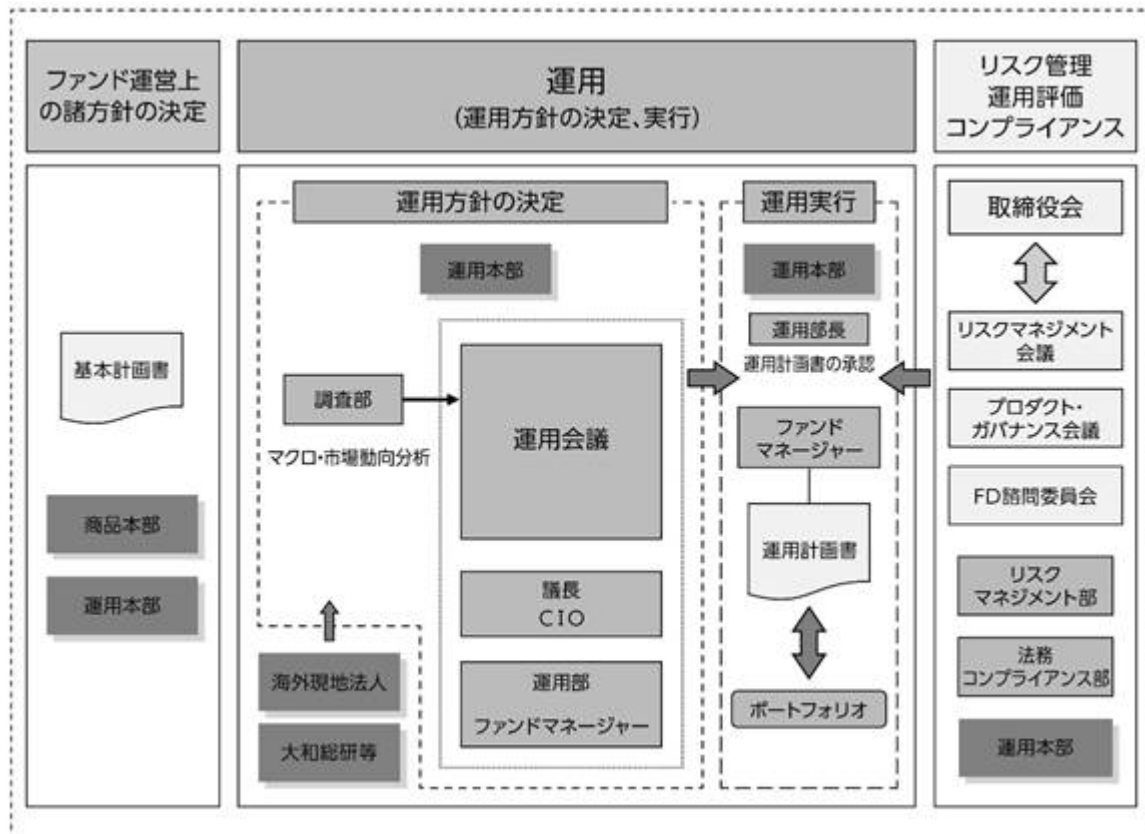 ファンド運営上
の諸方針の決定
運用
(運用方針の決定、実行)
リスク管理
運用評価
コンプライアンス
基本計画書
商品本部
運用本部
運用方針の決定
運用本部
調査部
マクロ・市場動向分析
運用会議
議長
CIO
運用部
ファンドマネージャー
海外現地法人
大和総研等
運用実行
運用本部
運用部長
運用計画書の承認
ファンド
マネージャー
運用計画書
ポートフォリオ
取締役会
リスクマネジメント
会議
プロダクト・
ガバナンス会議
FD諮問委員会
リスク
マネジメント部
法務
コンプライアンス部
運用本部